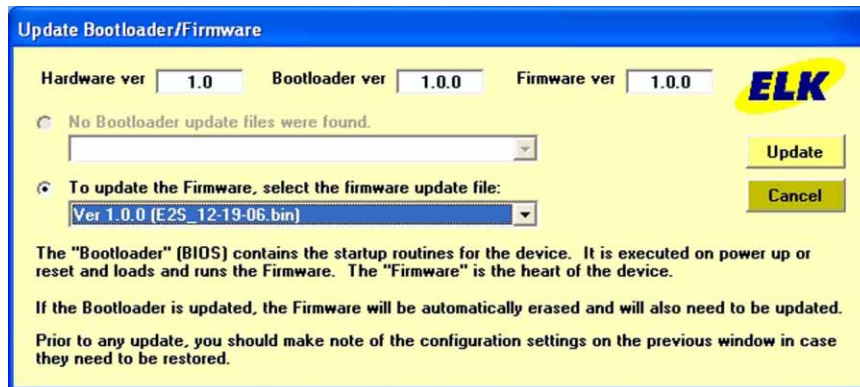 Update Bootloader/Firmware
Hardware ver 1.0 Bootloader ver 1.0.0 Firmware ver 1.0.0
ELK
No Bootloader update files were found.
Update
To update the Firmware, select the firmware update file:
Cancel
Ver 1.0.0 (E2S_12-19-06.bin)
The "Bootloader" (BIOS) contains the startup routines for the device. It is executed on power up or
reset and loads and runs the Firmware. The "Firmware" is the heart of the device.
If the Bootloader is updated, the Firmware will be automatically erased and will also need to be updated.
Prior to any update, you should make note of the configuration settings on the previous window in case
they need to be restored.